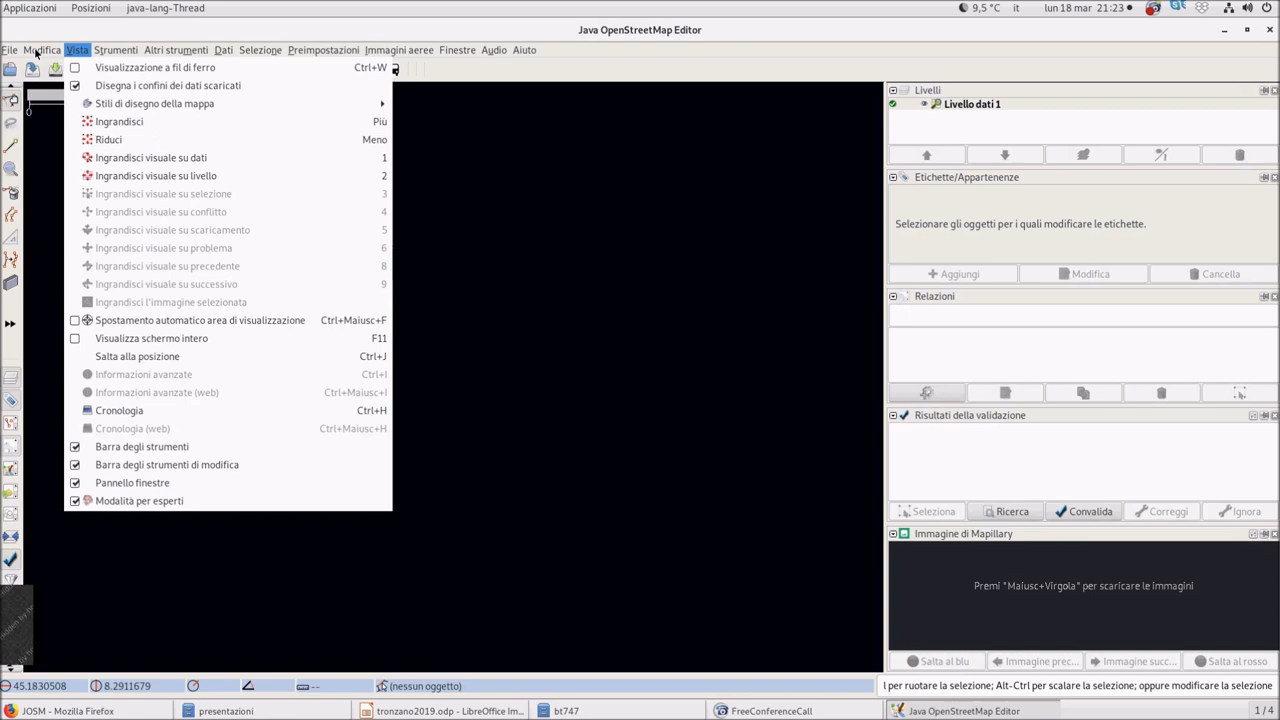 Applicazioni Posizioni java-lang-Thread 9,5 °C it lun 18 mar 21:23
Java OpenStreetMap Editor
File Modifica Vista Strumenti Altri strumenti Dati Selezione Preimpostazioni Immagini aeree Finestre Audio Aiuto
Visualizzazione a fil di ferro Ctrl+W
Disegna i confini dei dati scaricati
Stili di disegno della mappa
Ingrandisci Più
Riduci Meno
Ingrandisci visuale su dati 1
Ingrandisci visuale su livello 2
Ingrandisci visuale su selezione 3
Ingrandisci visuale su conflitto 4
Ingrandisci visuale su scaricamento 5
Ingrandisci visuale su problema 6
Ingrandisci visuale su precedente 8
Ingrandisci visuale su successivo 9
Ingrandisci l'immagine selezionata
Spostamento automatico area di visualizzazione Ctrl+Maiusc+F
Visualizza schermo intero F11
Salta alla posizione Ctrl+J
Informazioni avanzate Ctrl+I
Informazioni avanzate (web) Ctrl+Maiusc+I
Cronologia Ctrl+H
Cronologia (web) Ctrl+Maiusc+H
Barra degli strumenti
Barra degli strumenti di modifica
Pannello finestre
Modalità per esperti
0
Livelli
Livello dati 1
Etichette/Appartenenze
Selezionare gli oggetti per i quali modificare le etichette.
Aggiungi Modifica Cancella
Relazioni
Risultati della validazione
Seleziona Ricerca Convalida Correggi Ignora
Immagine di Mapillary
Premi "Maiusc+Virgola" per scaricare le immagini
Salta al blu Immagine prec... Immagine succ... Salta al rosso
45.1830508 8.2911679 -- (nessun oggetto) l per ruotare la selezione; Alt-Ctrl per scalare la selezione; oppure modificare la selezione
JOSM - Mozilla Firefox presentazioni tronzano2019.odp - LibreOffice Im... bt747 FreeConferenceCall Java OpenStreetMap Editor 1 / 4